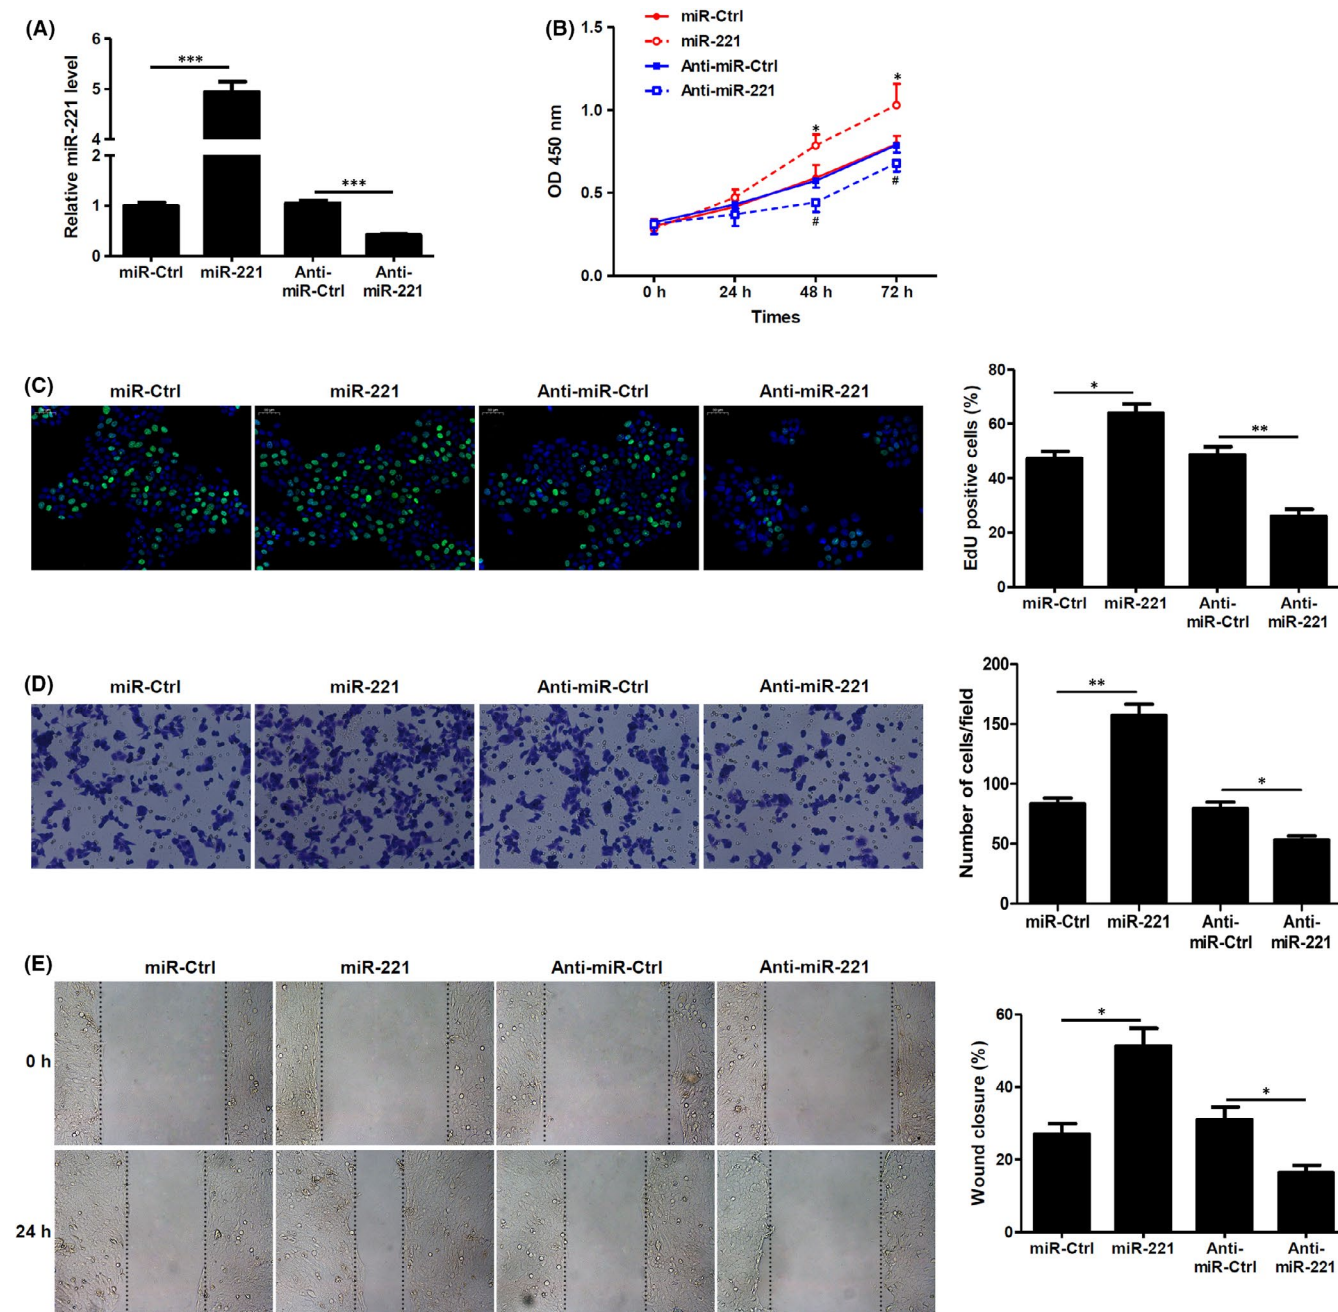 (A)
Relative miR-221 level
6
5
4
2
1
0
***
***
miR-Ctrl
miR-221
Anti-
miR-Ctrl
Anti-
miR-221
(B)
OD 450 nm
1.5
1.0
0.5
0.0
miR-Ctrl
miR-221
Anti-miR-Ctrl
Anti-miR-221
*
*
#
#
0 h
24 h
48 h
72 h
Times
(C)
miR-Ctrl
miR-221
Anti-miR-Ctrl
Anti-miR-221
EdU positive cells (%)
80
60
40
20
0
*
**
miR-Ctrl
miR-221
Anti-
miR-Ctrl
Anti-
miR-221
(D)
miR-Ctrl
miR-221
Anti-miR-Ctrl
Anti-miR-221
Number of cells/field
200
150
100
50
0
**
*
miR-Ctrl
miR-221
Anti-
miR-Ctrl
Anti-
miR-221
(E)
miR-Ctrl
miR-221
Anti-miR-Ctrl
Anti-miR-221
0 h
24 h
Wound closure (%)
60
40
20
0
*
*
miR-Ctrl
miR-221
Anti-
miR-Ctrl
Anti-
miR-221